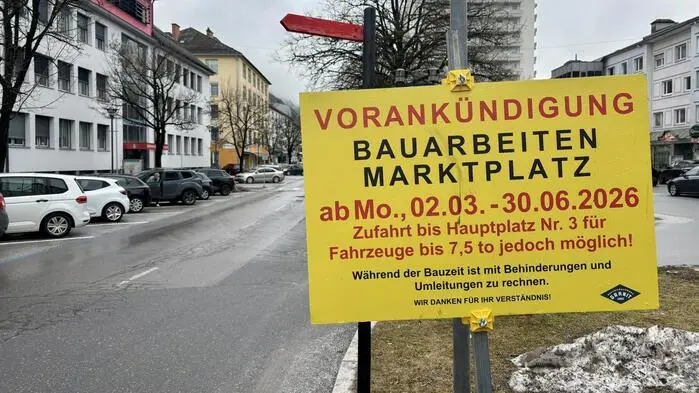 VORANKÜNDIGUNG
BAUARBEITEN
MARKTPLATZ
ab Mo., 02.03. - 30.06.2026
Zufahrt bis Hauptplatz Nr. 3 für
Fahrzeuge bis 7,5 to jedoch möglich!
Während der Bauzeit ist mit Behinderungen und
Umleitungen zu rechnen.
WIR DANKEN FÜR IHR VERSTÄNDNIS!
GRANIT